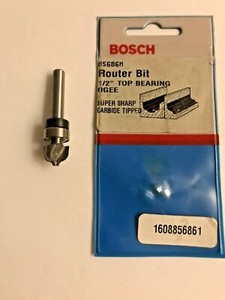 BOSCH
85686M
Router Bit
1/2" TOP BEARING
OGEE
SUPER SHARP
CARBIDE TIPPED
1608856861